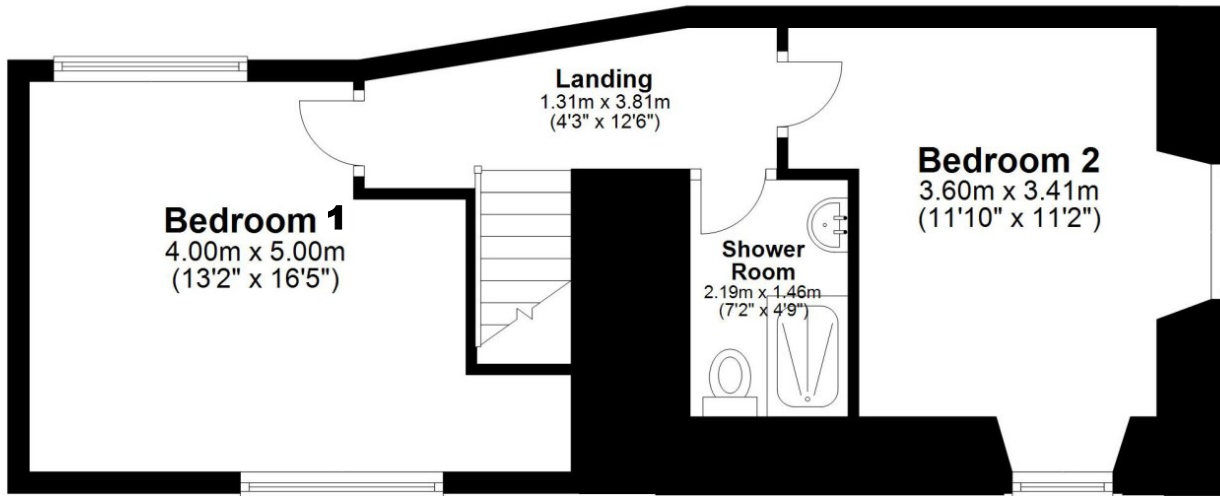 Landing
1.31m x 3.81m
(4'3" x 12'6")
Bedroom 1
4.00m x 5.00m
(13'2" x 16'5")
Bedroom 2
3.60m x 3.41m
(11'10" x 11'2")
Shower
Room
2.19m x 1.46m
(7'2" x 4'9")